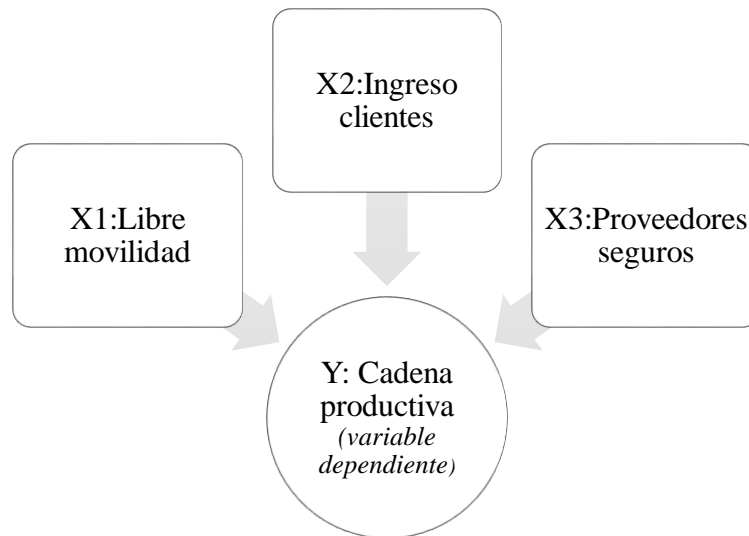 X2:Ingreso
clientes
X1:Libre
movilidad
X3:Proveedores
seguros
Y: Cadena
productiva
(variable
dependiente)